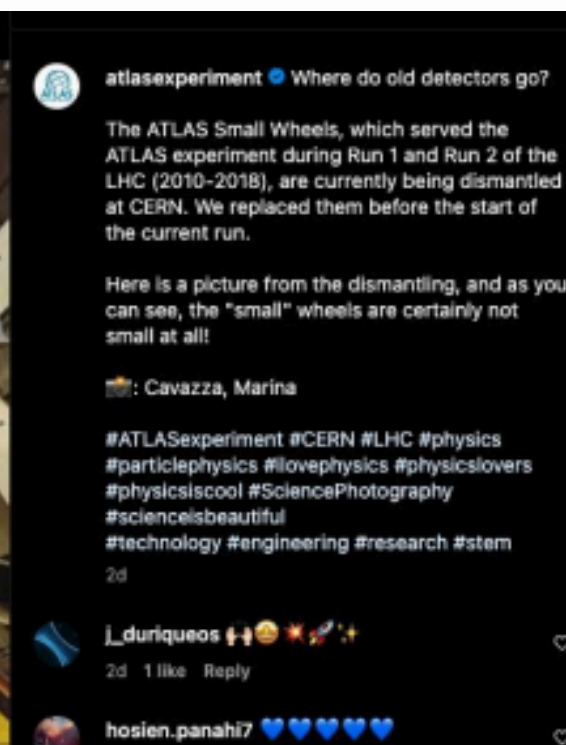 atlasexperiment Where do old detectors go?
The ATLAS Small Wheels, which served the
ATLAS experiment during Run 1 and Run 2 of the
LHC (2010-2018), are currently being dismantled
at CERN. We replaced them before the start of
the current run.
Here is a picture from the dismantling, and as you
can see, the "small" wheels are certainly not
small at all!
📸: Cavazza, Marina
#ATLASexperiment #CERN #LHC #physics
#particlephysics #ilovephysics #physicslovers
#physicsiscool #SciencePhotography
#scienceisbeautiful
#technology #engineering #research #stem
2d
j_duriqueos 🙌🤩💥🚀✨
2d 1 like Reply
hosien.panahi7 💙💙💙💙💙
ATLAS